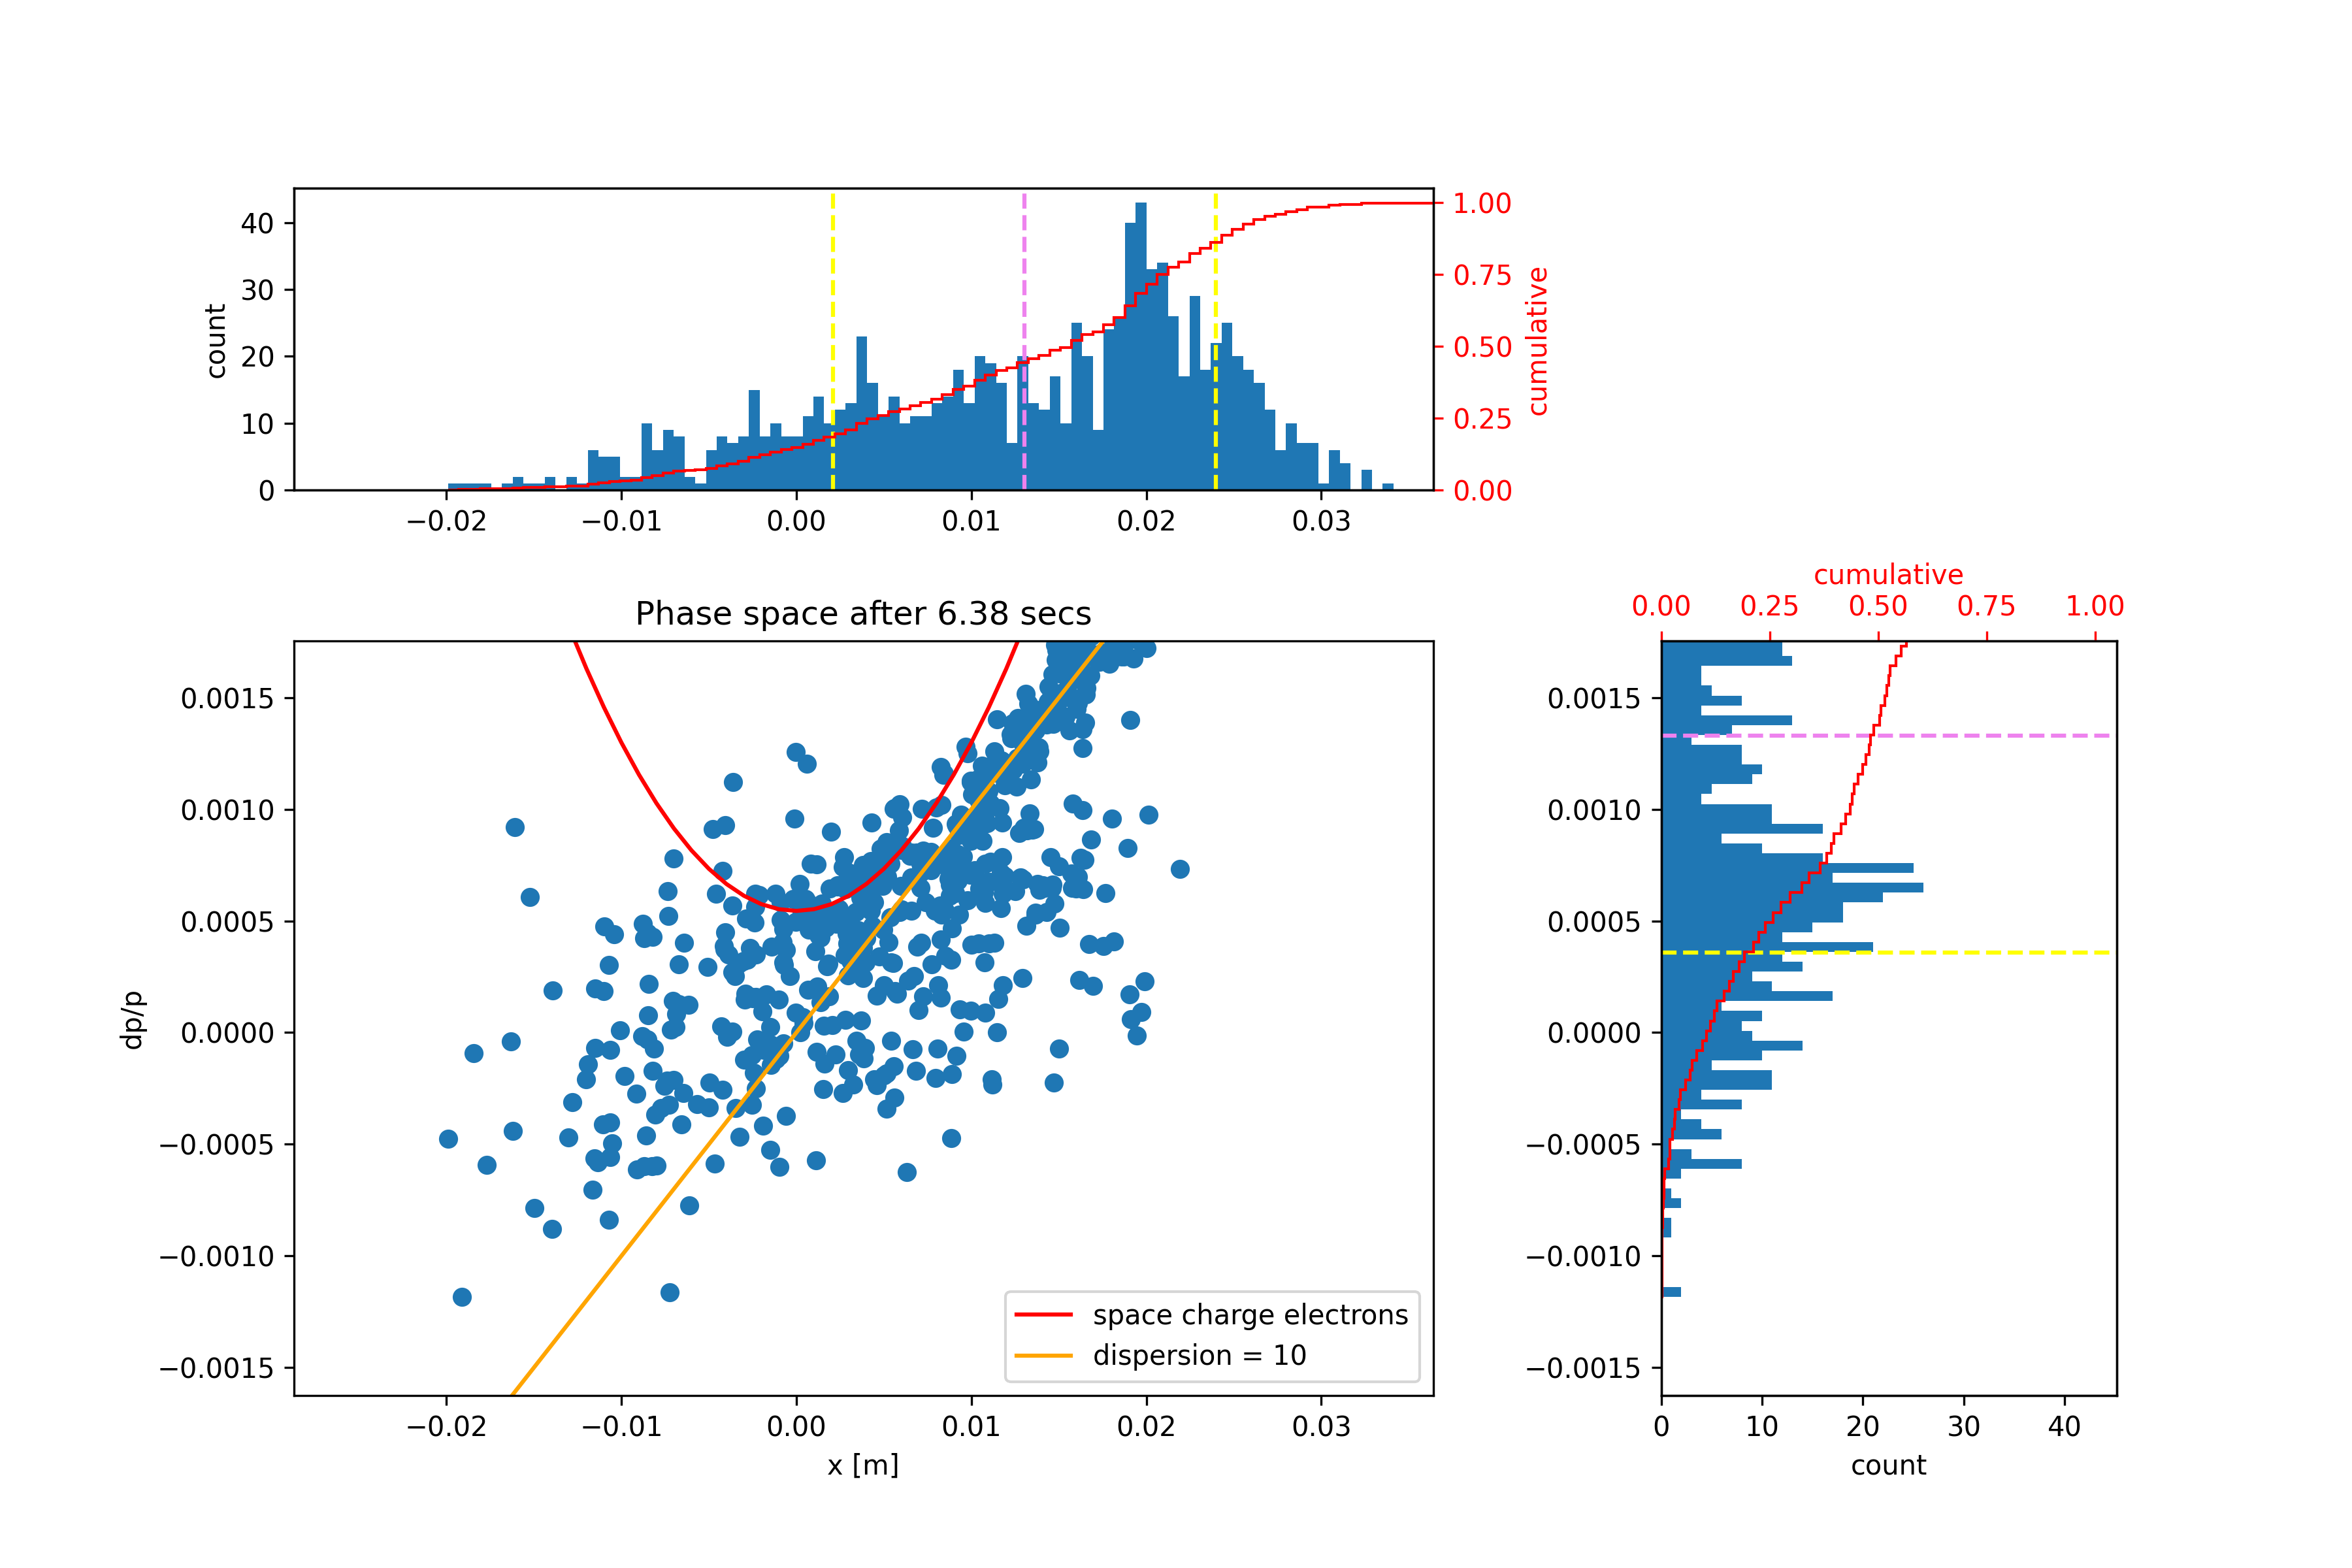 40
30
20
10
0
count
1.00
0.75
0.50
0.25
0.00
cumulative
−0.02 −0.01 0.00 0.01 0.02 0.03
Phase space after 6.38 secs
0.0015
0.0010
0.0005
0.0000
−0.0005
−0.0010
−0.0015
dp/p
space charge electrons
dispersion = 10
−0.02 −0.01 0.00 0.01 0.02 0.03
x [m]
cumulative
0.00 0.25 0.50 0.75 1.00
0.0015
0.0010
0.0005
0.0000
−0.0005
−0.0010
−0.0015
0 10 20 30 40
count